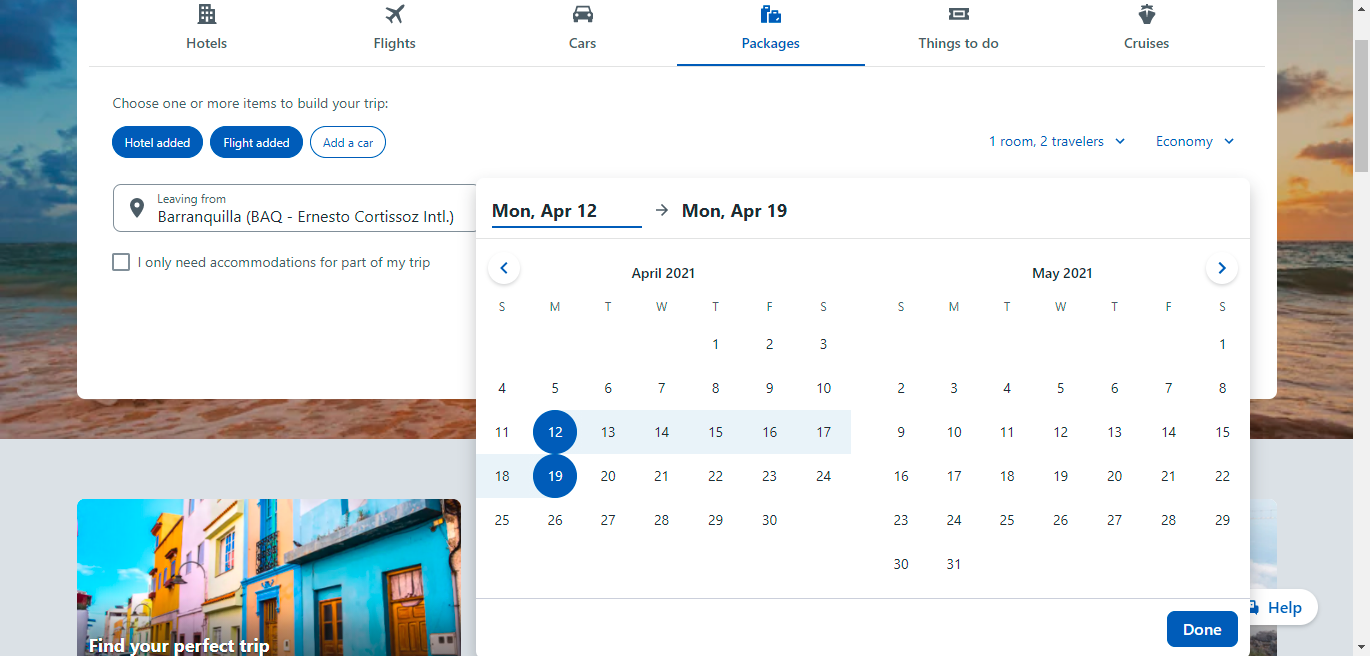 Hotels Flights Cars Packages Things to do Cruises
Choose one or more items to build your trip:
Hotel added Flight added Add a car
1 room, 2 travelers Economy
Leaving from
Barranquilla (BAQ - Ernesto Cortissoz Intl.)
I only need accommodations for part of my trip
Mon, Apr 12 → Mon, Apr 19
April 2021
S M T W T F S
1 2 3
4 5 6 7 8 9 10
11 12 13 14 15 16 17
18 19 20 21 22 23 24
25 26 27 28 29 30
May 2021
S M T W T F S
1
2 3 4 5 6 7 8
9 10 11 12 13 14 15
16 17 18 19 20 21 22
23 24 25 26 27 28 29
30 31
Done
Help
Find your perfect trip